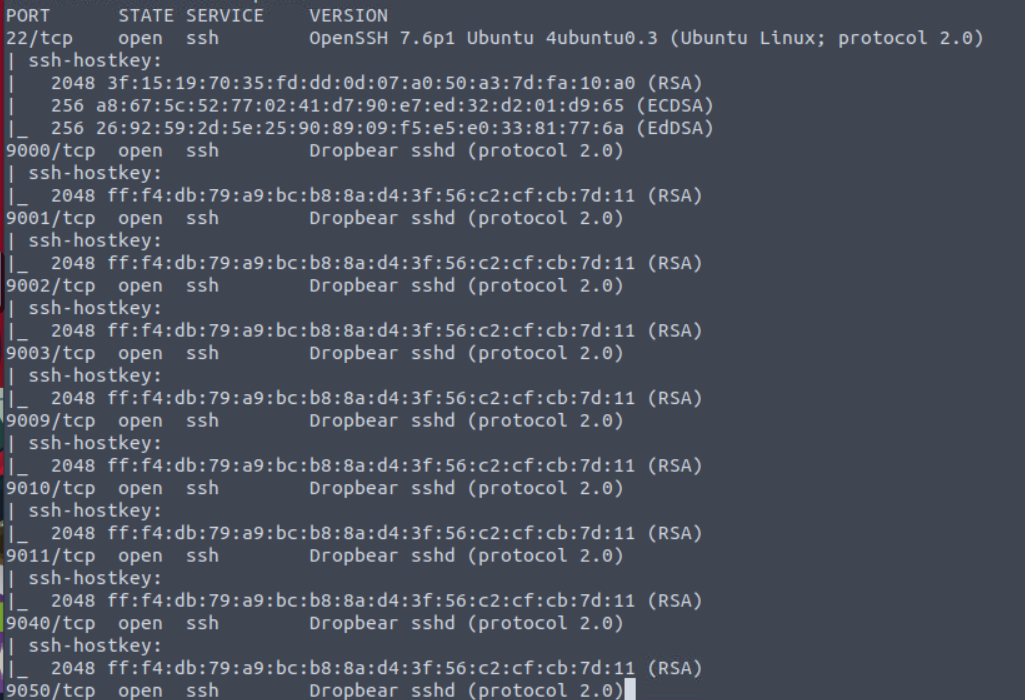 PORT STATE SERVICE VERSION
22/tcp open ssh OpenSSH 7.6p1 Ubuntu 4ubuntu0.3 (Ubuntu Linux; protocol 2.0)
| ssh-hostkey:
| 2048 3f:15:19:70:35:fd:dd:0d:07:a0:50:a3:7d:fa:10:a0 (RSA)
| 256 a8:67:5c:52:77:02:41:d7:90:e7:ed:32:d2:01:d9:65 (ECDSA)
|_ 256 26:92:59:2d:5e:25:90:89:09:f5:e5:e0:33:81:77:6a (EdDSA)
9000/tcp open ssh Dropbear sshd (protocol 2.0)
| ssh-hostkey:
|_ 2048 ff:f4:db:79:a9:bc:b8:8a:d4:3f:56:c2:cf:cb:7d:11 (RSA)
9001/tcp open ssh Dropbear sshd (protocol 2.0)
| ssh-hostkey:
|_ 2048 ff:f4:db:79:a9:bc:b8:8a:d4:3f:56:c2:cf:cb:7d:11 (RSA)
9002/tcp open ssh Dropbear sshd (protocol 2.0)
| ssh-hostkey:
|_ 2048 ff:f4:db:79:a9:bc:b8:8a:d4:3f:56:c2:cf:cb:7d:11 (RSA)
9003/tcp open ssh Dropbear sshd (protocol 2.0)
| ssh-hostkey:
|_ 2048 ff:f4:db:79:a9:bc:b8:8a:d4:3f:56:c2:cf:cb:7d:11 (RSA)
9009/tcp open ssh Dropbear sshd (protocol 2.0)
| ssh-hostkey:
|_ 2048 ff:f4:db:79:a9:bc:b8:8a:d4:3f:56:c2:cf:cb:7d:11 (RSA)
9010/tcp open ssh Dropbear sshd (protocol 2.0)
| ssh-hostkey:
|_ 2048 ff:f4:db:79:a9:bc:b8:8a:d4:3f:56:c2:cf:cb:7d:11 (RSA)
9011/tcp open ssh Dropbear sshd (protocol 2.0)
| ssh-hostkey:
|_ 2048 ff:f4:db:79:a9:bc:b8:8a:d4:3f:56:c2:cf:cb:7d:11 (RSA)
9040/tcp open ssh Dropbear sshd (protocol 2.0)
| ssh-hostkey:
|_ 2048 ff:f4:db:79:a9:bc:b8:8a:d4:3f:56:c2:cf:cb:7d:11 (RSA)
9050/tcp open ssh Dropbear sshd (protocol 2.0)